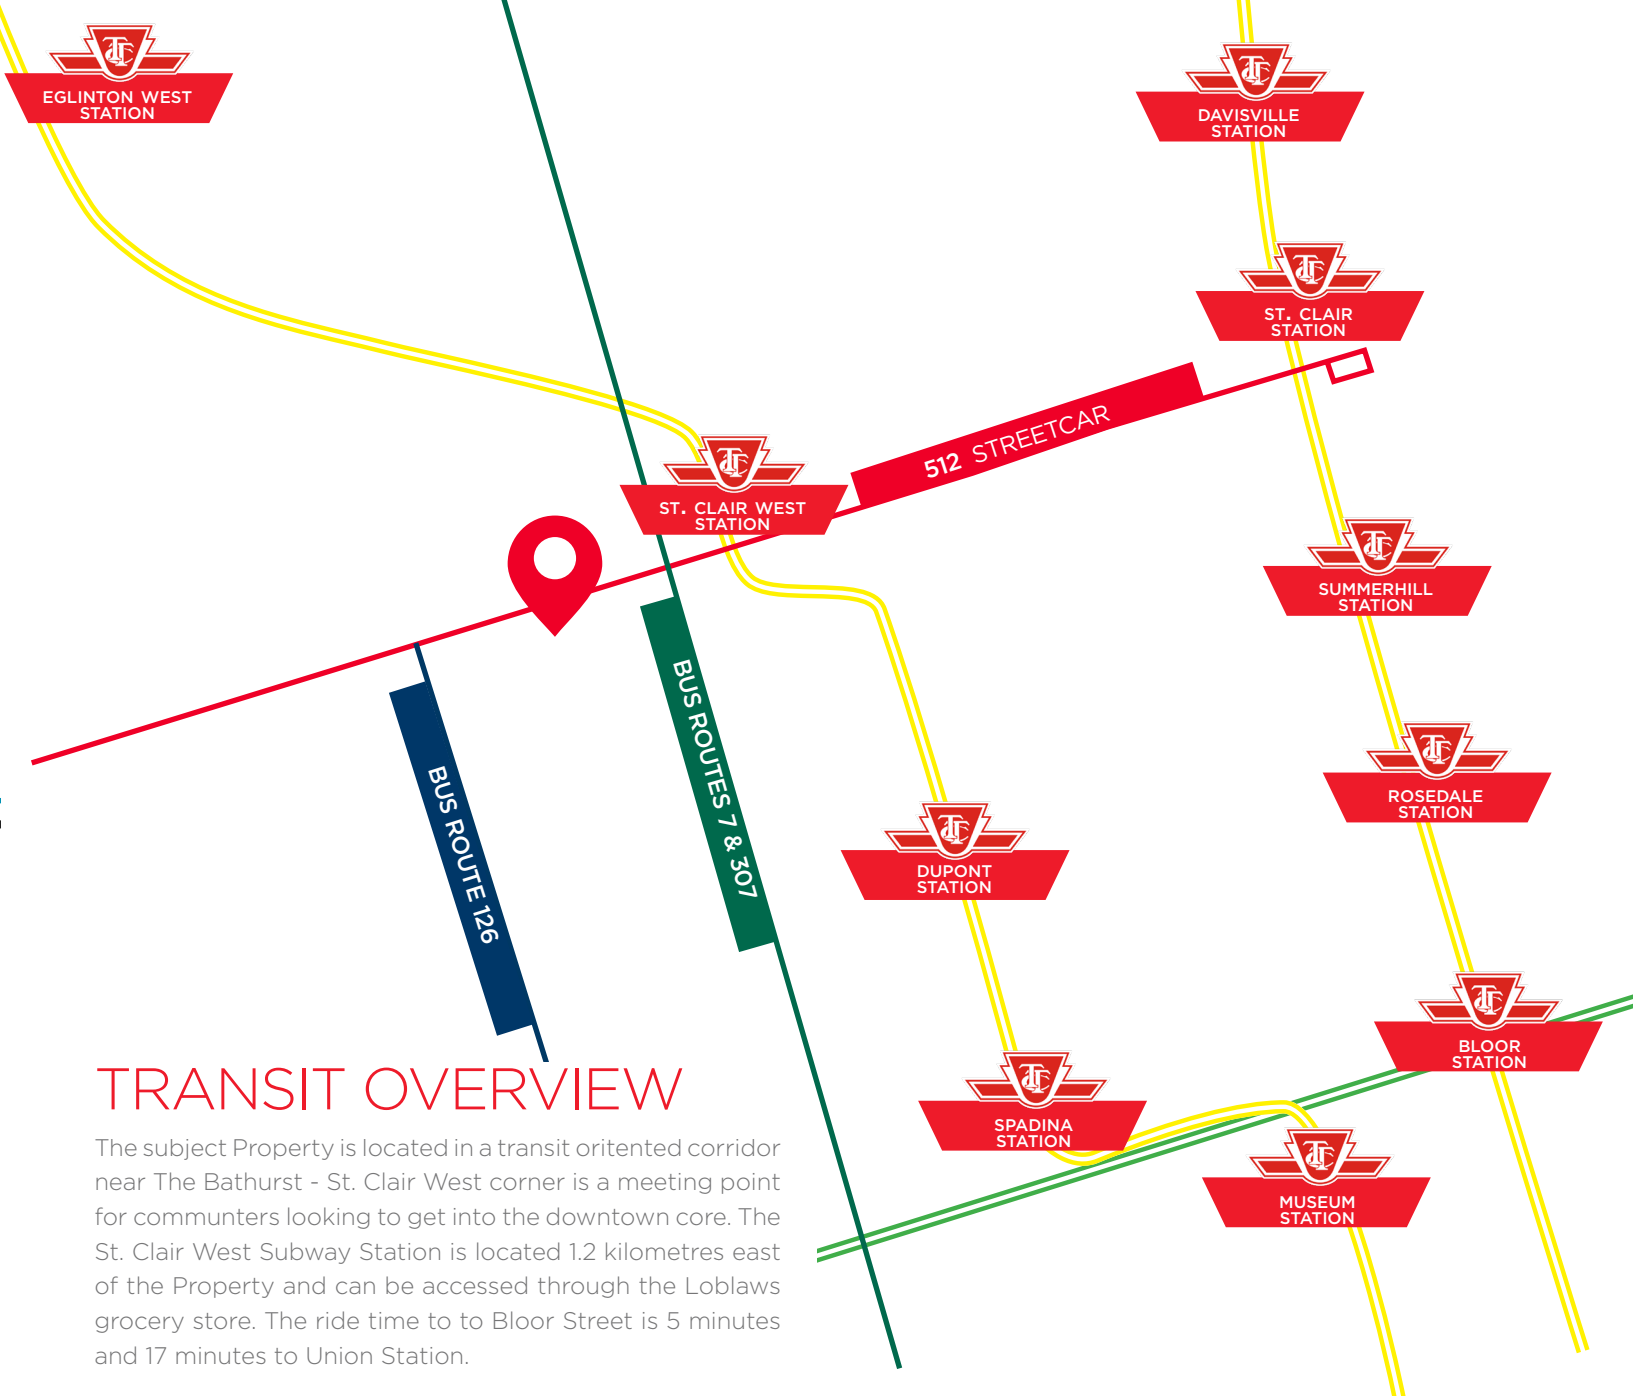 EGLINTON WEST
STATION
DAVISVILLE
STATION
ST. CLAIR
STATION
512 STREETCAR
ST. CLAIR WEST
STATION
SUMMERHILL
STATION
BUS ROUTES 7 & 307
BUS ROUTE 126
ROSEDALE
STATION
DUPONT
STATION
BLOOR
STATION
SPADINA
STATION
MUSEUM
STATION
TRANSIT OVERVIEW
The subject Property is located in a transit oritented corridor
near The Bathurst - St. Clair West corner is a meeting point
for communters looking to get into the downtown core. The
St. Clair West Subway Station is located 1.2 kilometres east
of the Property and can be accessed through the Loblaws
grocery store. The ride time to to Bloor Street is 5 minutes
and 17 minutes to Union Station.